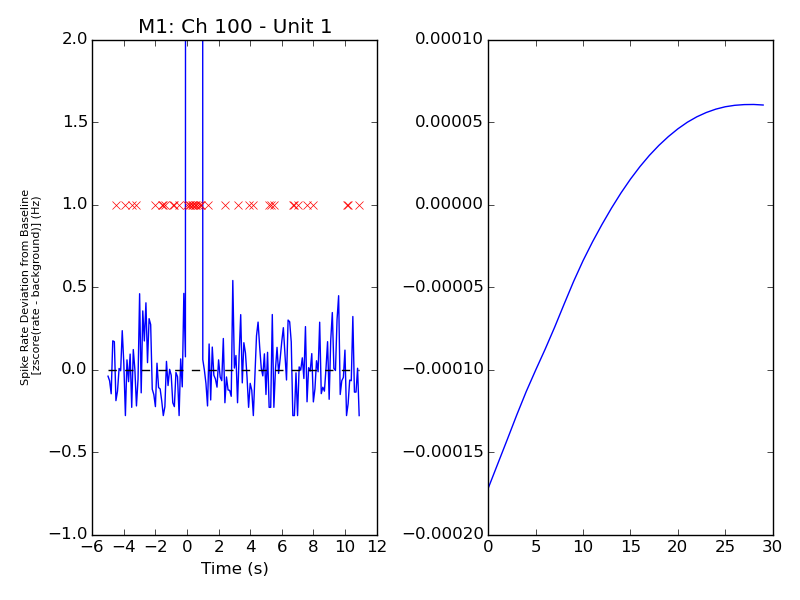 M1: Ch 100 - Unit 1
2.0
1.5
1.0
0.5
0.0
−0.5
−1.0
−6 −4 −2 0 2 4 6 8 10 12
Time (s)
Spike Rate Deviation from Baseline
[zscore(rate - background)] (Hz)
0.00010
0.00005
0.00000
−0.00005
−0.00010
−0.00015
−0.00020
0 5 10 15 20 25 30